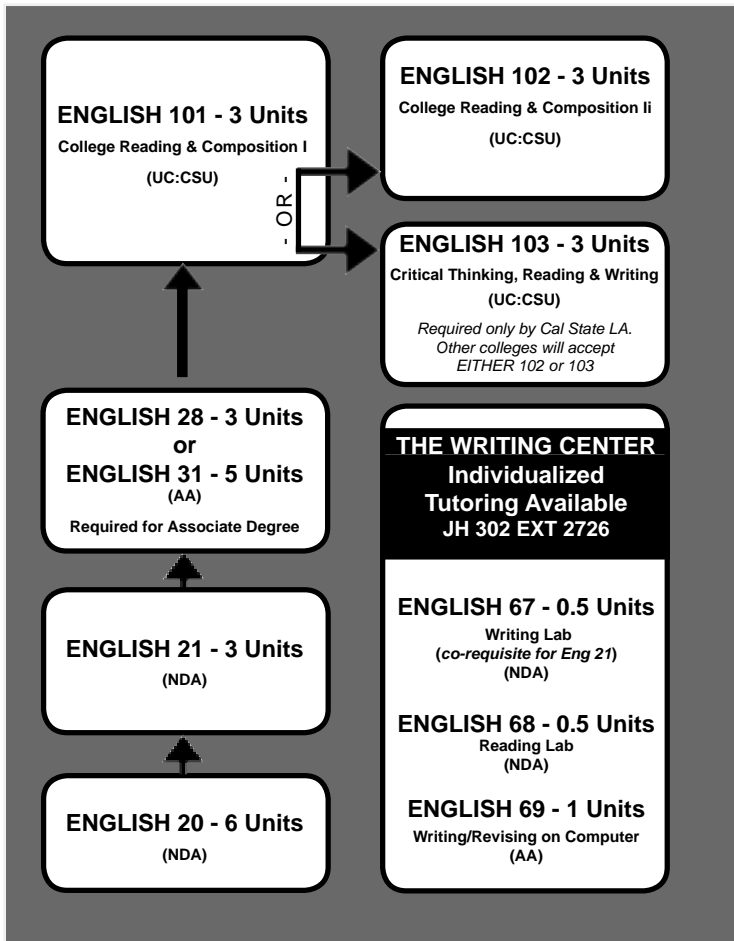 ENGLISH 101 - 3 Units
College Reading & Composition I
(UC:CSU)
- OR -
ENGLISH 102 - 3 Units
College Reading & Composition Ii
(UC:CSU)
ENGLISH 103 - 3 Units
Critical Thinking, Reading & Writing
(UC:CSU)
Required only by Cal State LA.
Other colleges will accept
EITHER 102 or 103
ENGLISH 28 - 3 Units
or
ENGLISH 31 - 5 Units
(AA)
Required for Associate Degree
ENGLISH 21 - 3 Units
(NDA)
ENGLISH 20 - 6 Units
(NDA)
THE WRITING CENTER
Individualized
Tutoring Available
JH 302 EXT 2726
ENGLISH 67 - 0.5 Units
Writing Lab
(co-requisite for Eng 21)
(NDA)
ENGLISH 68 - 0.5 Units
Reading Lab
(NDA)
ENGLISH 69 - 1 Units
Writing/Revising on Computer
(AA)